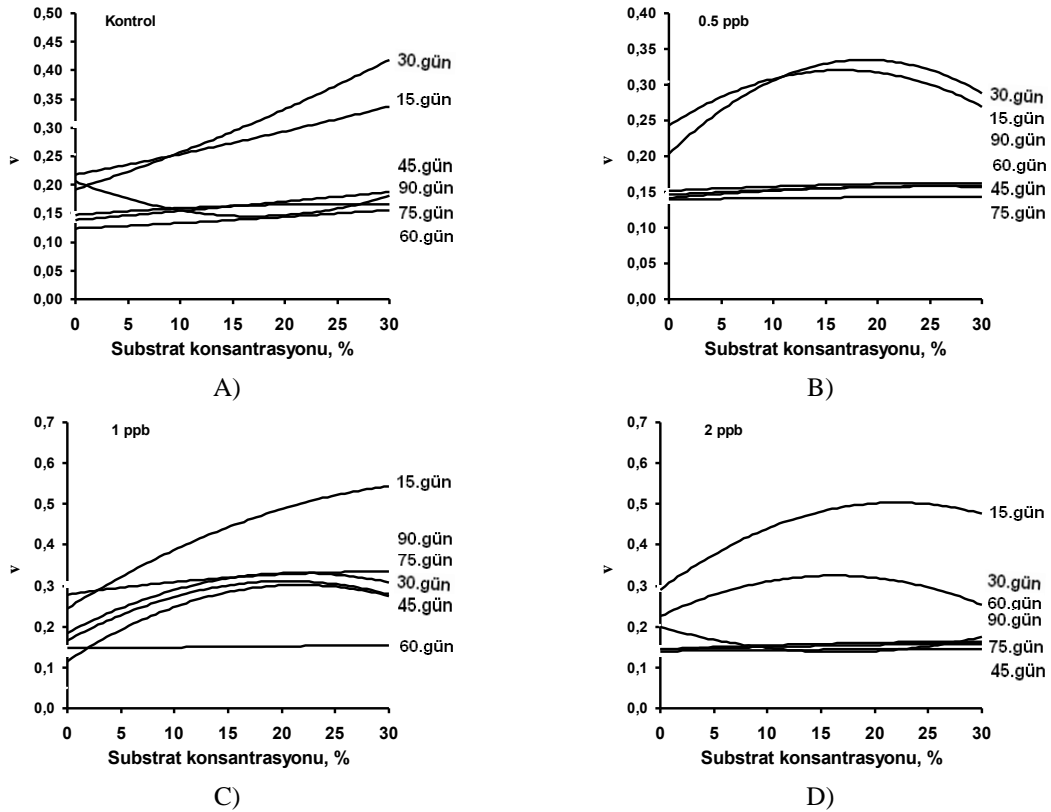 Kontrol
0,50
0,45
0,40
0,35
0,30
0,25
0,20
0,15
0,10
0,05
0,00
v
0 5 10 15 20 25 30
Substrat konsantrasyonu, %
30.gün
15.gün
45.gün
90.gün
75.gün
60.gün
A)
0.5 ppb
0,40
0,35
0,30
0,25
0,20
0,15
0,10
0,05
0,00
v
0 5 10 15 20 25 30
Substrat konsantrasyonu, %
30.gün
15.gün
90.gün
60.gün
45.gün
75.gün
B)
1 ppb
0,7
0,6
0,5
0,4
0,3
0,2
0,1
0,0
v
0 5 10 15 20 25 30
Substrat konsantrasyonu, %
15.gün
90.gün
75.gün
30.gün
45.gün
60.gün
C)
2 ppb
0,7
0,6
0,5
0,4
0,3
0,2
0,1
0,0
v
0 5 10 15 20 25 30
Substrat konsantrasyonu, %
15.gün
30.gün
60.gün
90.gün
75.gün
45.gün
D)